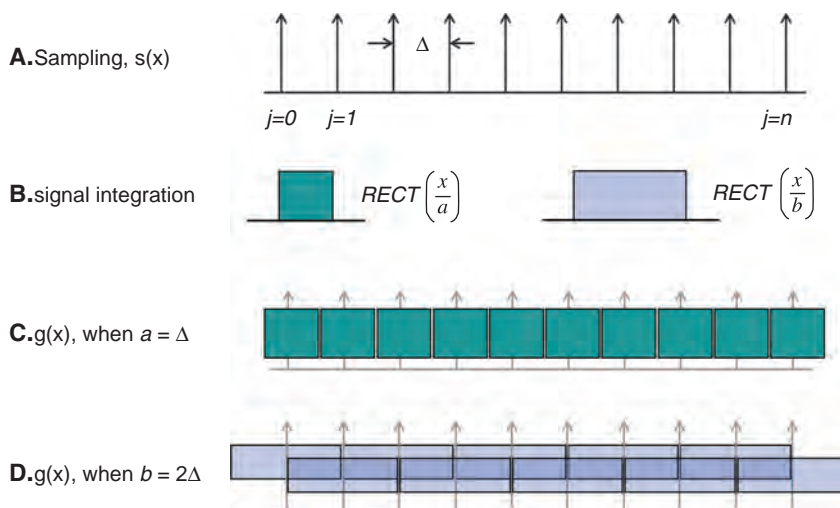 A. Sampling, s(x)
Δ
j=0 j=1 j=n
B. signal integration RECT (x/a) RECT (x/b)
C. g(x), when a = Δ
D. g(x), when b = 2Δ